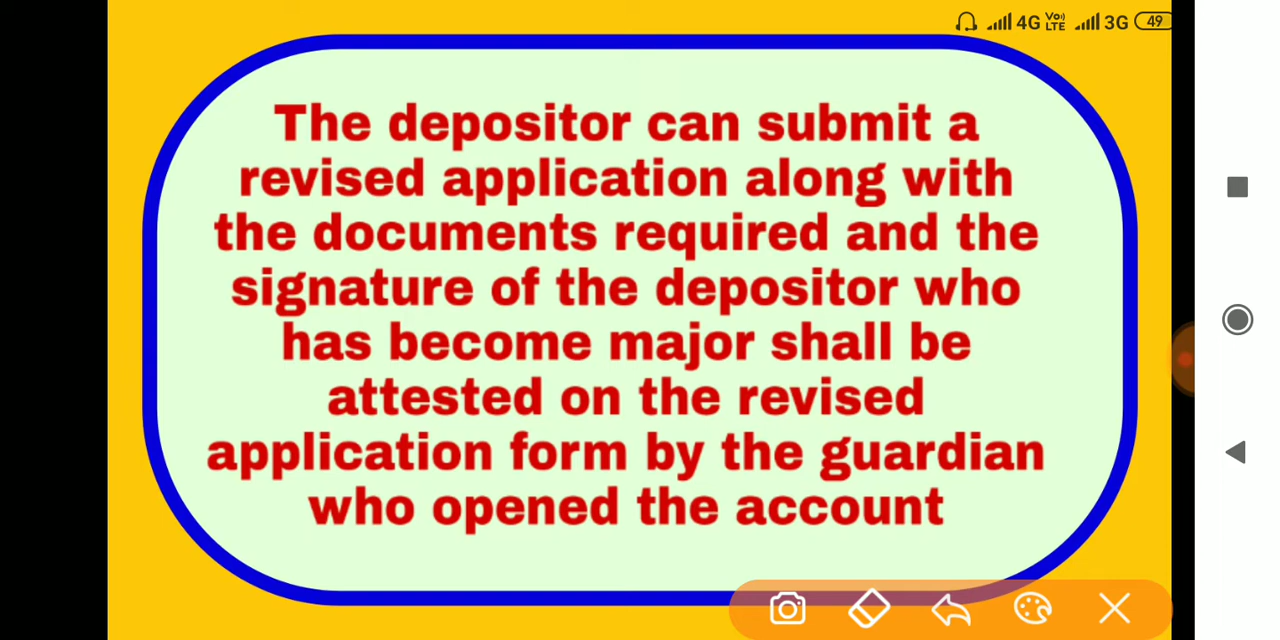 4G Vo) LTE 3G 49
The depositor can submit a
revised application along with
the documents required and the
signature of the depositor who
has become major shall be
attested on the revised
application form by the guardian
who opened the account